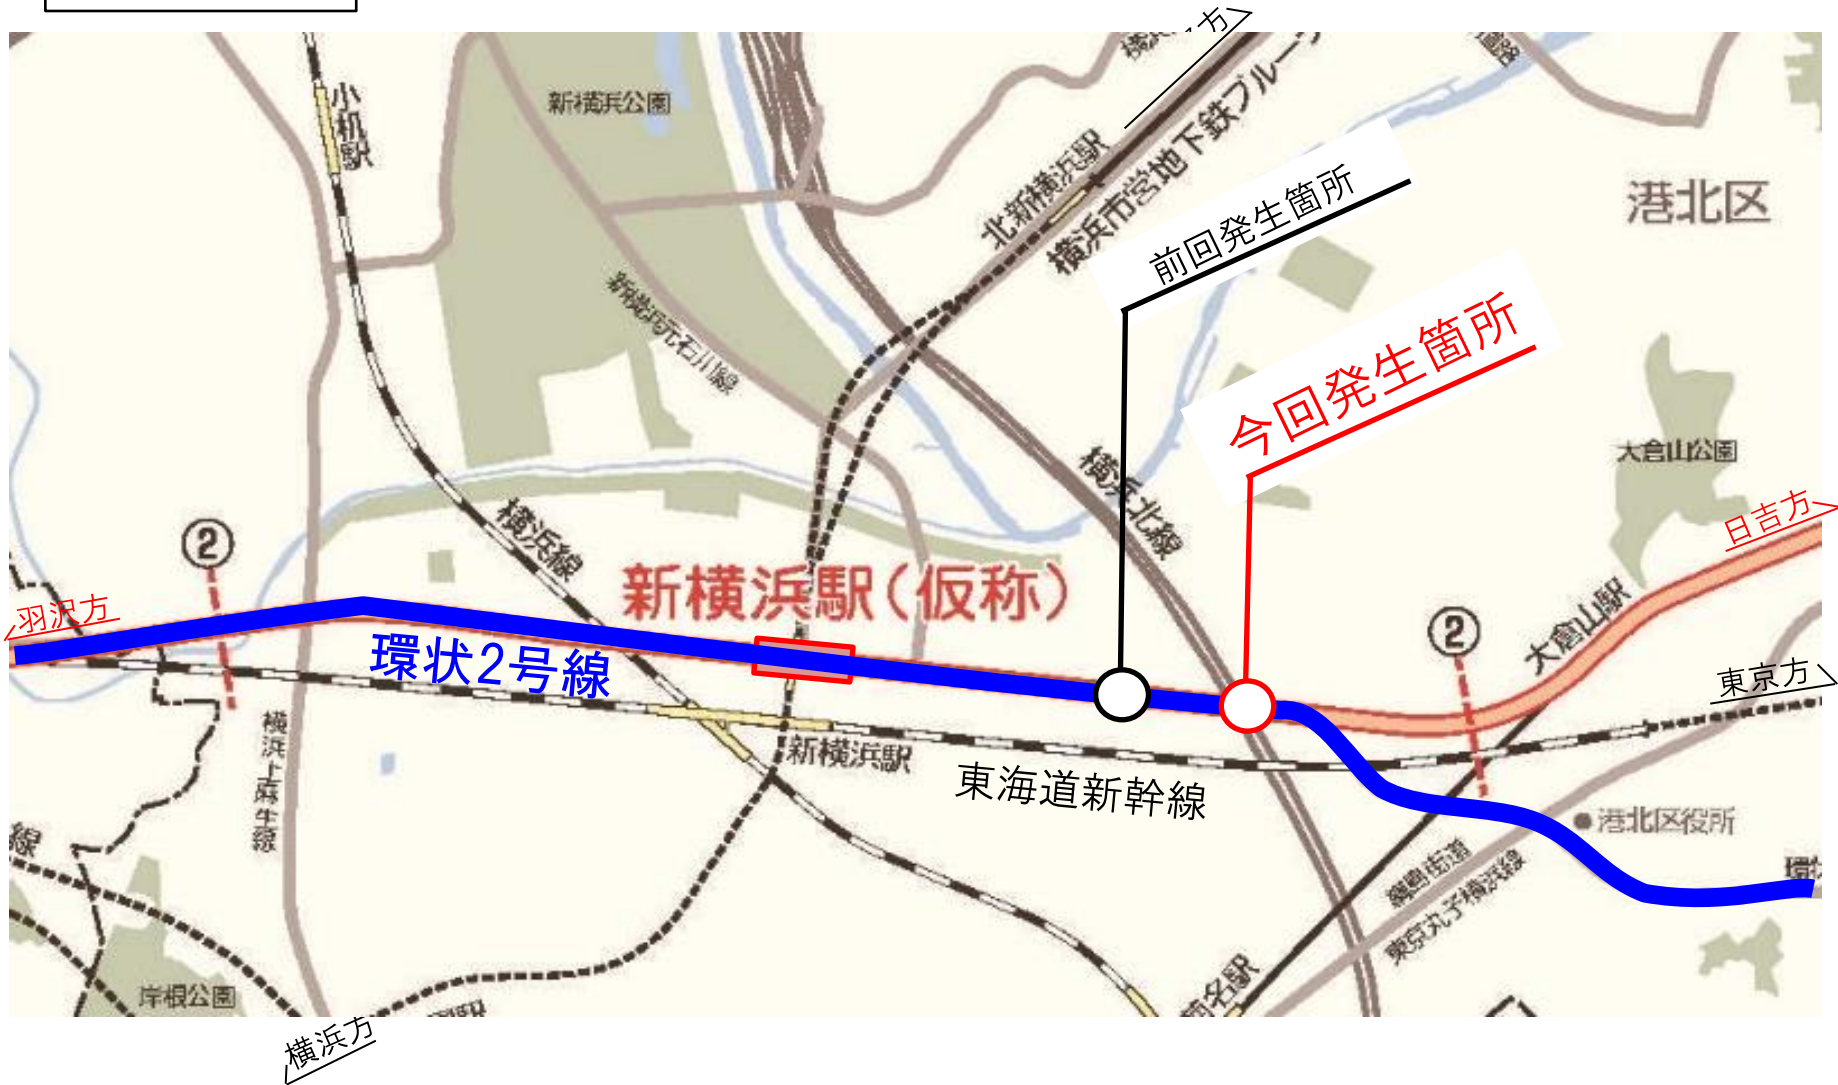 新横浜公園
小机駅
北新横浜駅
横浜市営地下鉄ブルー
前回発生箇所
港北区
今回発生箇所
新横浜元石川線
大倉山公園
横浜北線
日吉方
横浜線
②
新横浜駅(仮称)
羽沢方
環状2号線
②
大倉山駅
東京方
横浜上麻生線
新横浜駅
東海道新幹線
港北区役所
線
綱島街道
東京丸子横浜線
環
岸根公園
名駅
横浜方